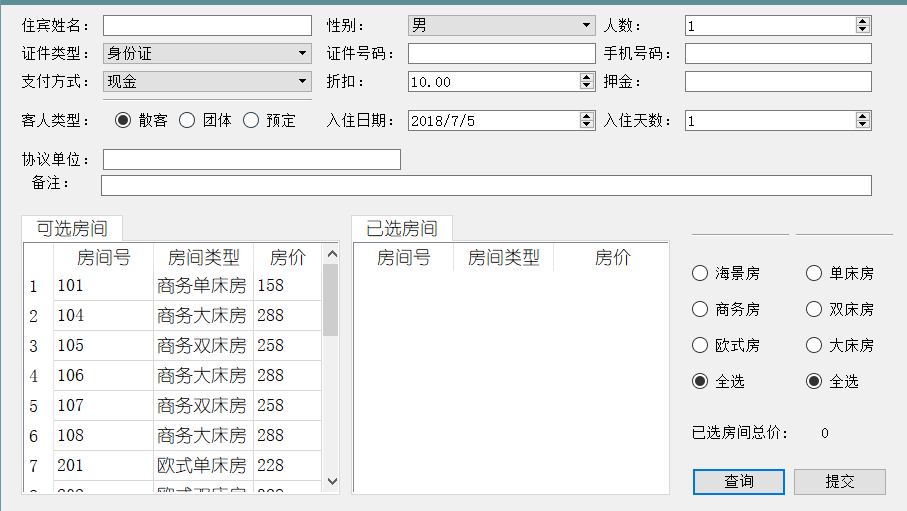 住宾姓名： 性别： 男 人数： 1
证件类型： 身份证 证件号码： 手机号码：
支付方式： 现金 折扣： 10.00 押金：
客人类型： 散客 团体 预定 入住日期： 2018/7/5 入住天数： 1
协议单位：
备注：
可选房间 已选房间
房间号 房间类型 房价 房间号 房间类型 房价
1 101 商务单床房 158
2 104 商务大床房 288
3 105 商务双床房 258
4 106 商务大床房 288
5 107 商务双床房 258
6 108 商务大床房 288
7 201 欧式单床房 228
海景房 单床房
商务房 双床房
欧式房 大床房
全选 全选
已选房间总价： 0
查询 提交